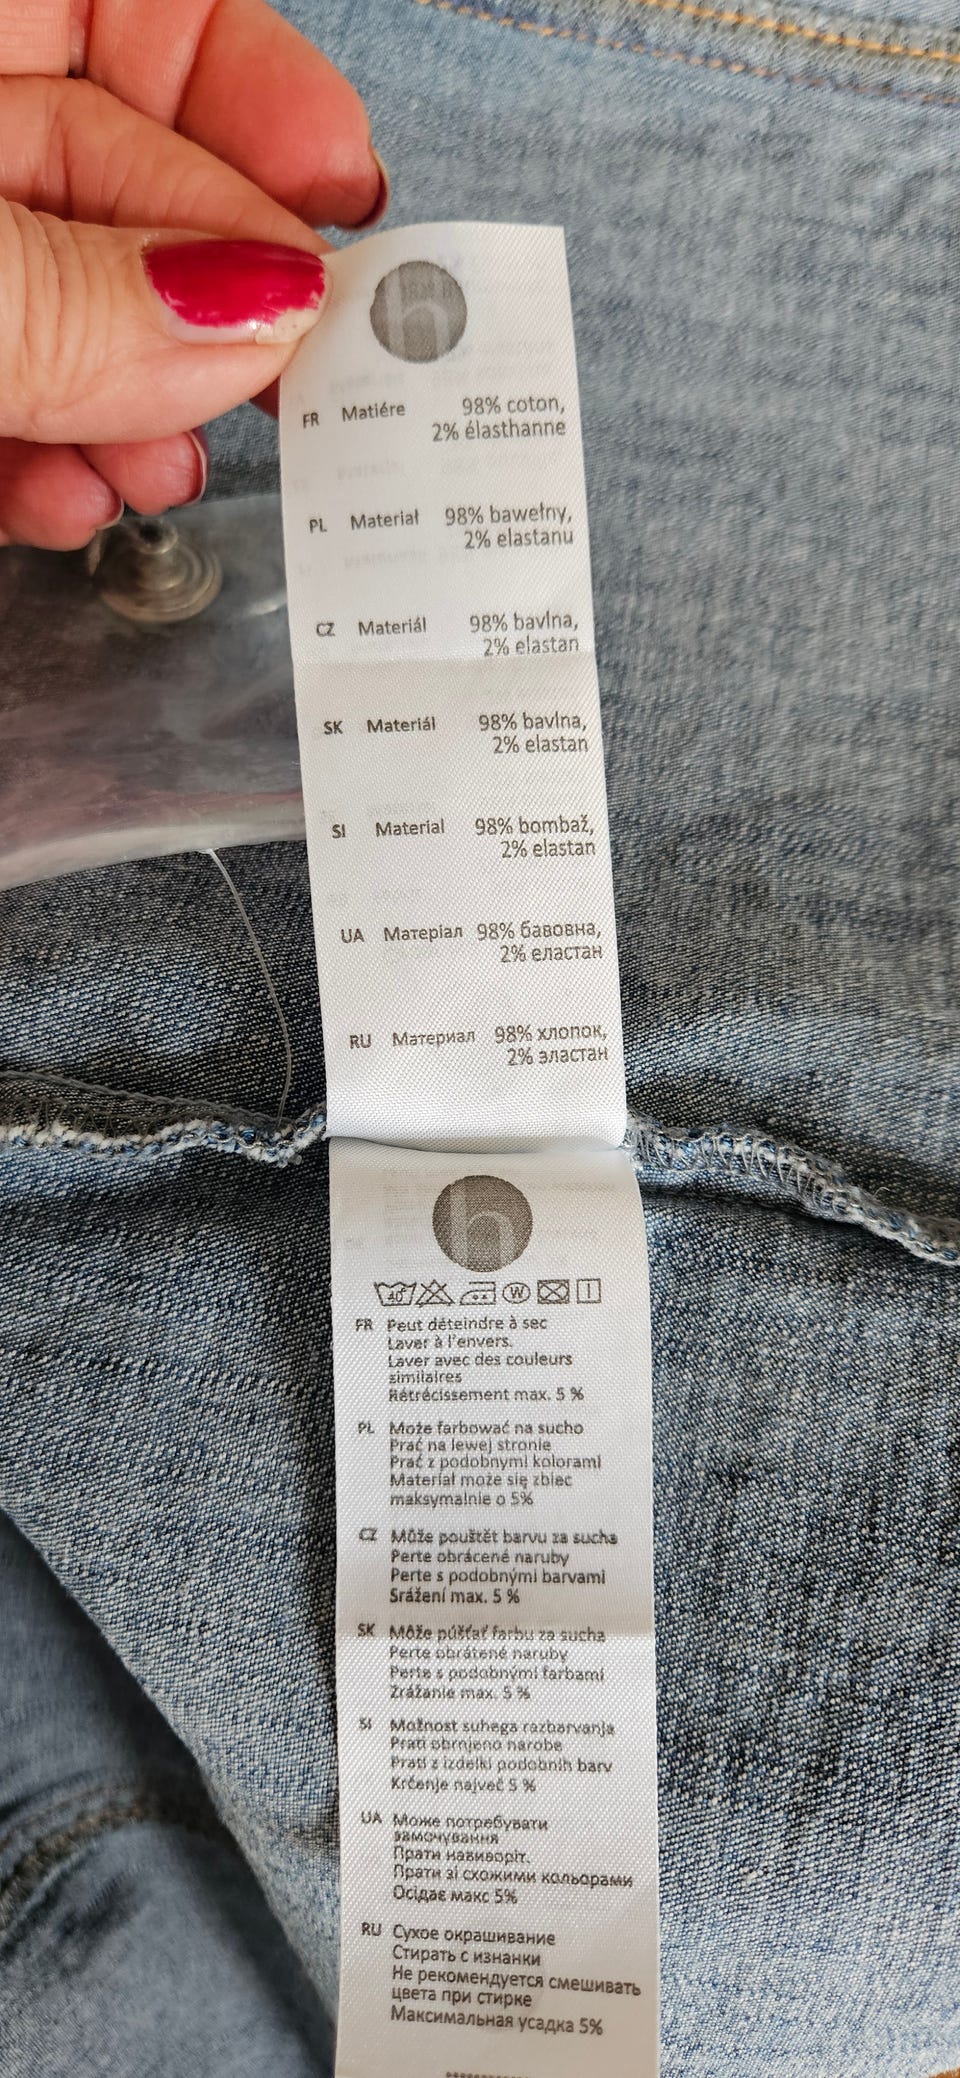 h
FR Matiére 98% coton,
2% élasthanne
PL Materiał 98% bawełny,
2% elastanu
CZ Materiál 98% bavlna,
2% elastan
SK Materiál 98% bavlna,
2% elastan
SI Material 98% bombaž,
2% elastan
UA Матеріал 98% бавовна,
2% еластан
RU Материал 98% хлопок,
2% эластан
h
40° W
FR Peut déteindre à sec
Laver à l'envers.
Laver avec des couleurs
similaires
Rétrécissement max. 5 %
PL Może farbować na sucho
Prać na lewej stronie
Prać z podobnymi kolorami
Materiał może się zbiec
maksymalnie o 5%
CZ Může pouštět barvu za sucha
Perte obrácené naruby
Perte s podobnými barvami
Srážení max. 5 %
SK Môže púšťať farbu za sucha
Perte obrátené naruby
Perte s podobnými farbami
Zrážanie max. 5 %
SI Možnost suhega razbarvanja
Prati obrnjeno narobe
Prati z izdelki podobnih barv
Krčenje največ 5 %
UA Може потребувати
замочування
Прати навиворіт.
Прати зі схожими кольорами
Осідає макс 5%
RU Сухое окрашивание
Стирать с изнанки
Не рекомендуется смешивать
цвета при стирке
Максимальная усадка 5%